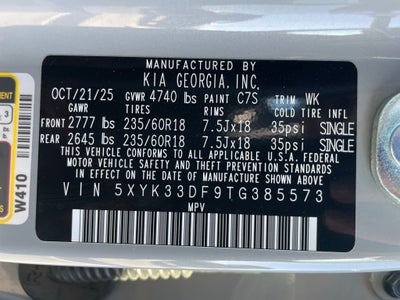 MANUFACTURED BY
KIA GEORGIA, INC.
OCT/21/25 GVWR 4740 lbs PAINT C7S TRIM WK
GAWR TIRES RIMS COLD TIRE INFL
FRONT 2777 lbs 235/60R18 7.5Jx18 35psi SINGLE
REAR 2645 lbs 235/60R18 7.5Jx18 35psi SINGLE
THIS VEHICLE CONFORMS TO ALL APPLICABLE U.S.A. FEDERAL
MOTOR VEHICLE SAFETY STANDARDS IN EFFECT ON THE
DATE OF MANUFACTURE SHOWN ABOVE.
VIN 5XYK33DF9TG385573
MPV
W410
3
lbs